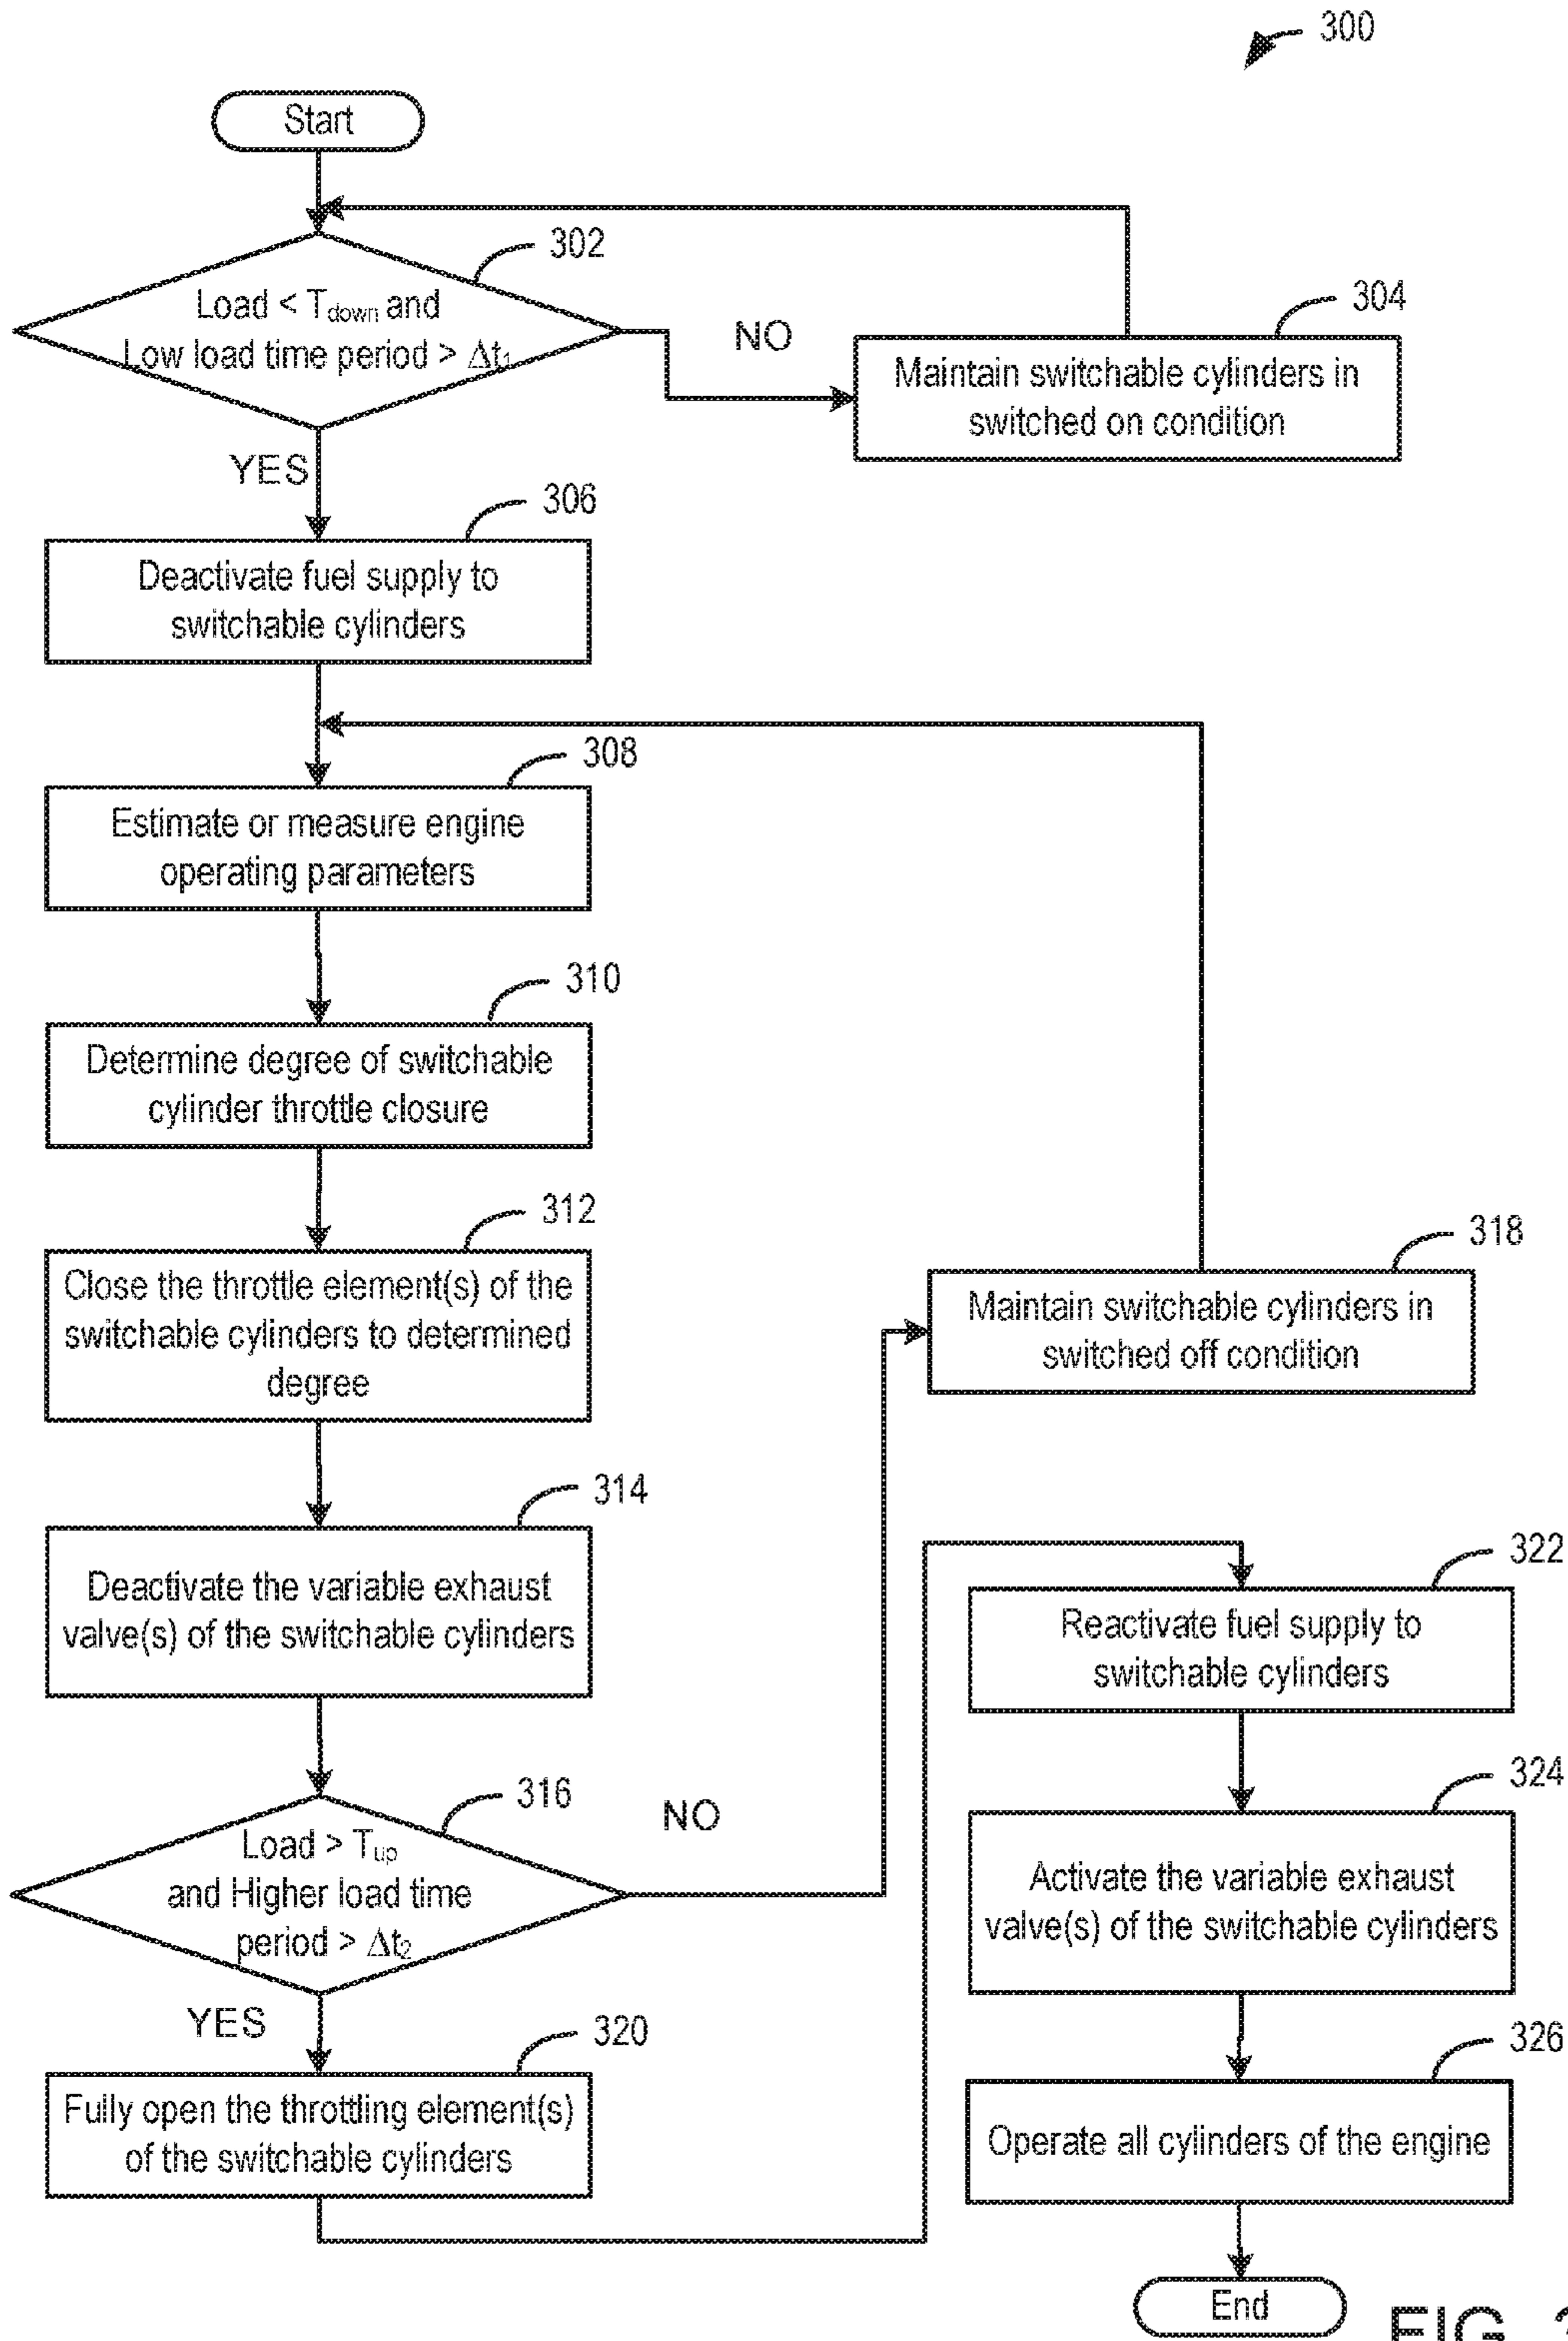 300
Start
302
Load < Tdown and
Low load time period > Δt1
NO
304
Maintain switchable cylinders in
switched on condition
YES
306
Deactivate fuel supply to
switchable cylinders
308
Estimate or measure engine
operating parameters
310
Determine degree of switchable
cylinder throttle closure
312
Close the throttle element(s) of the
switchable cylinders to determined
degree
318
Maintain switchable cylinders in
switched off condition
314
Deactivate the variable exhaust
valve(s) of the switchable cylinders
316
Load > Tup
and Higher load time
period > Δt2
NO
YES
320
Fully open the throttling element(s)
of the switchable cylinders
322
Reactivate fuel supply to
switchable cylinders
324
Activate the variable exhaust
valve(s) of the switchable cylinders
326
Operate all cylinders of the engine
End
FIG. 3